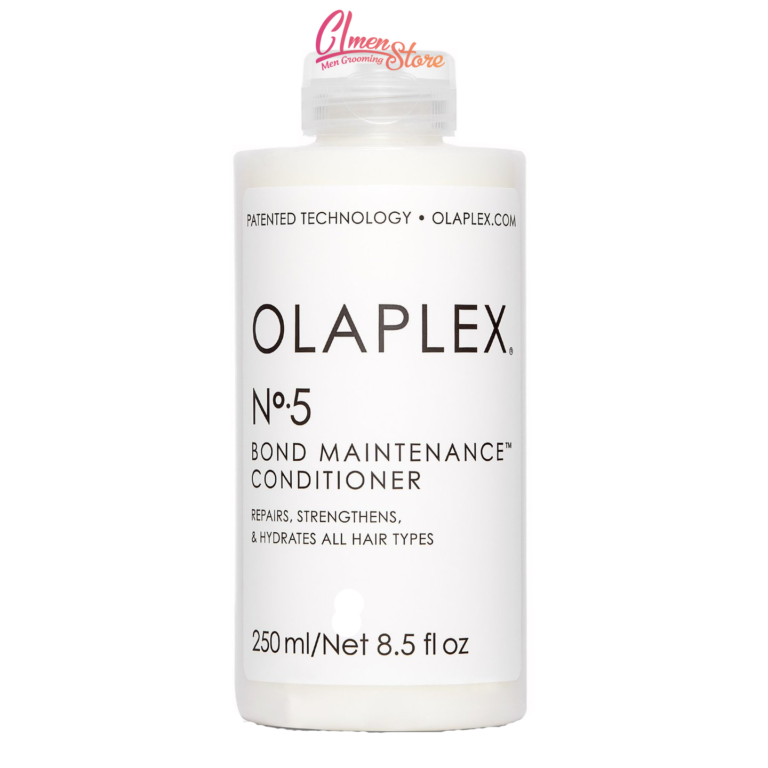 CImen Store
Men Grooming
PATENTED TECHNOLOGY • OLAPLEX.COM
OLAPLEX®
Nº.5
BOND MAINTENANCE™
CONDITIONER
REPAIRS, STRENGTHENS,
& HYDRATES ALL HAIR TYPES
250 ml/Net 8.5 fl oz